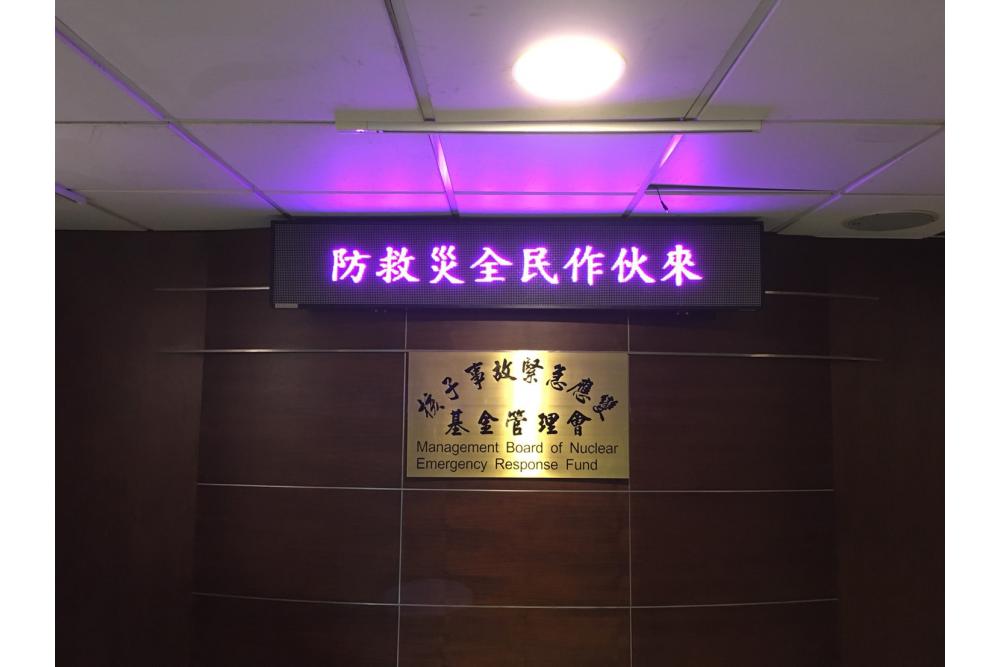 防救災全民作伙來
核子事故緊急應變
基金管理會
Management Board of Nuclear
Emergency Response Fund